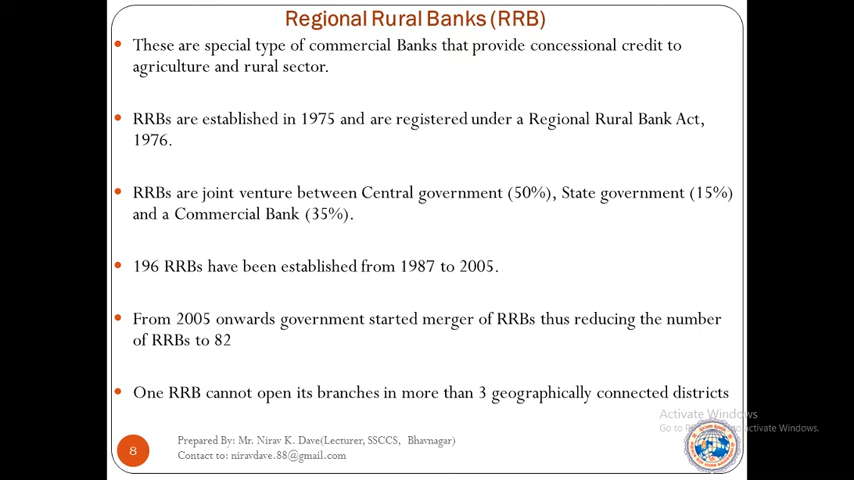 Regional Rural Banks (RRB)
• These are special type of commercial Banks that provide concessional credit to
agriculture and rural sector.
• RRBs are established in 1975 and are registered under a Regional Rural Bank Act,
1976.
• RRBs are joint venture between Central government (50%), State government (15%)
and a Commercial Bank (35%).
• 196 RRBs have been established from 1987 to 2005.
• From 2005 onwards government started merger of RRBs thus reducing the number
of RRBs to 82
• One RRB cannot open its branches in more than 3 geographically connected districts
Activate Windows
Go to activate Windows.
8
Prepared By: Mr. Nirav K. Dave(Lecturer, SSCCS, Bhavnagar)
Contact to: niravdave.88@gmail.com